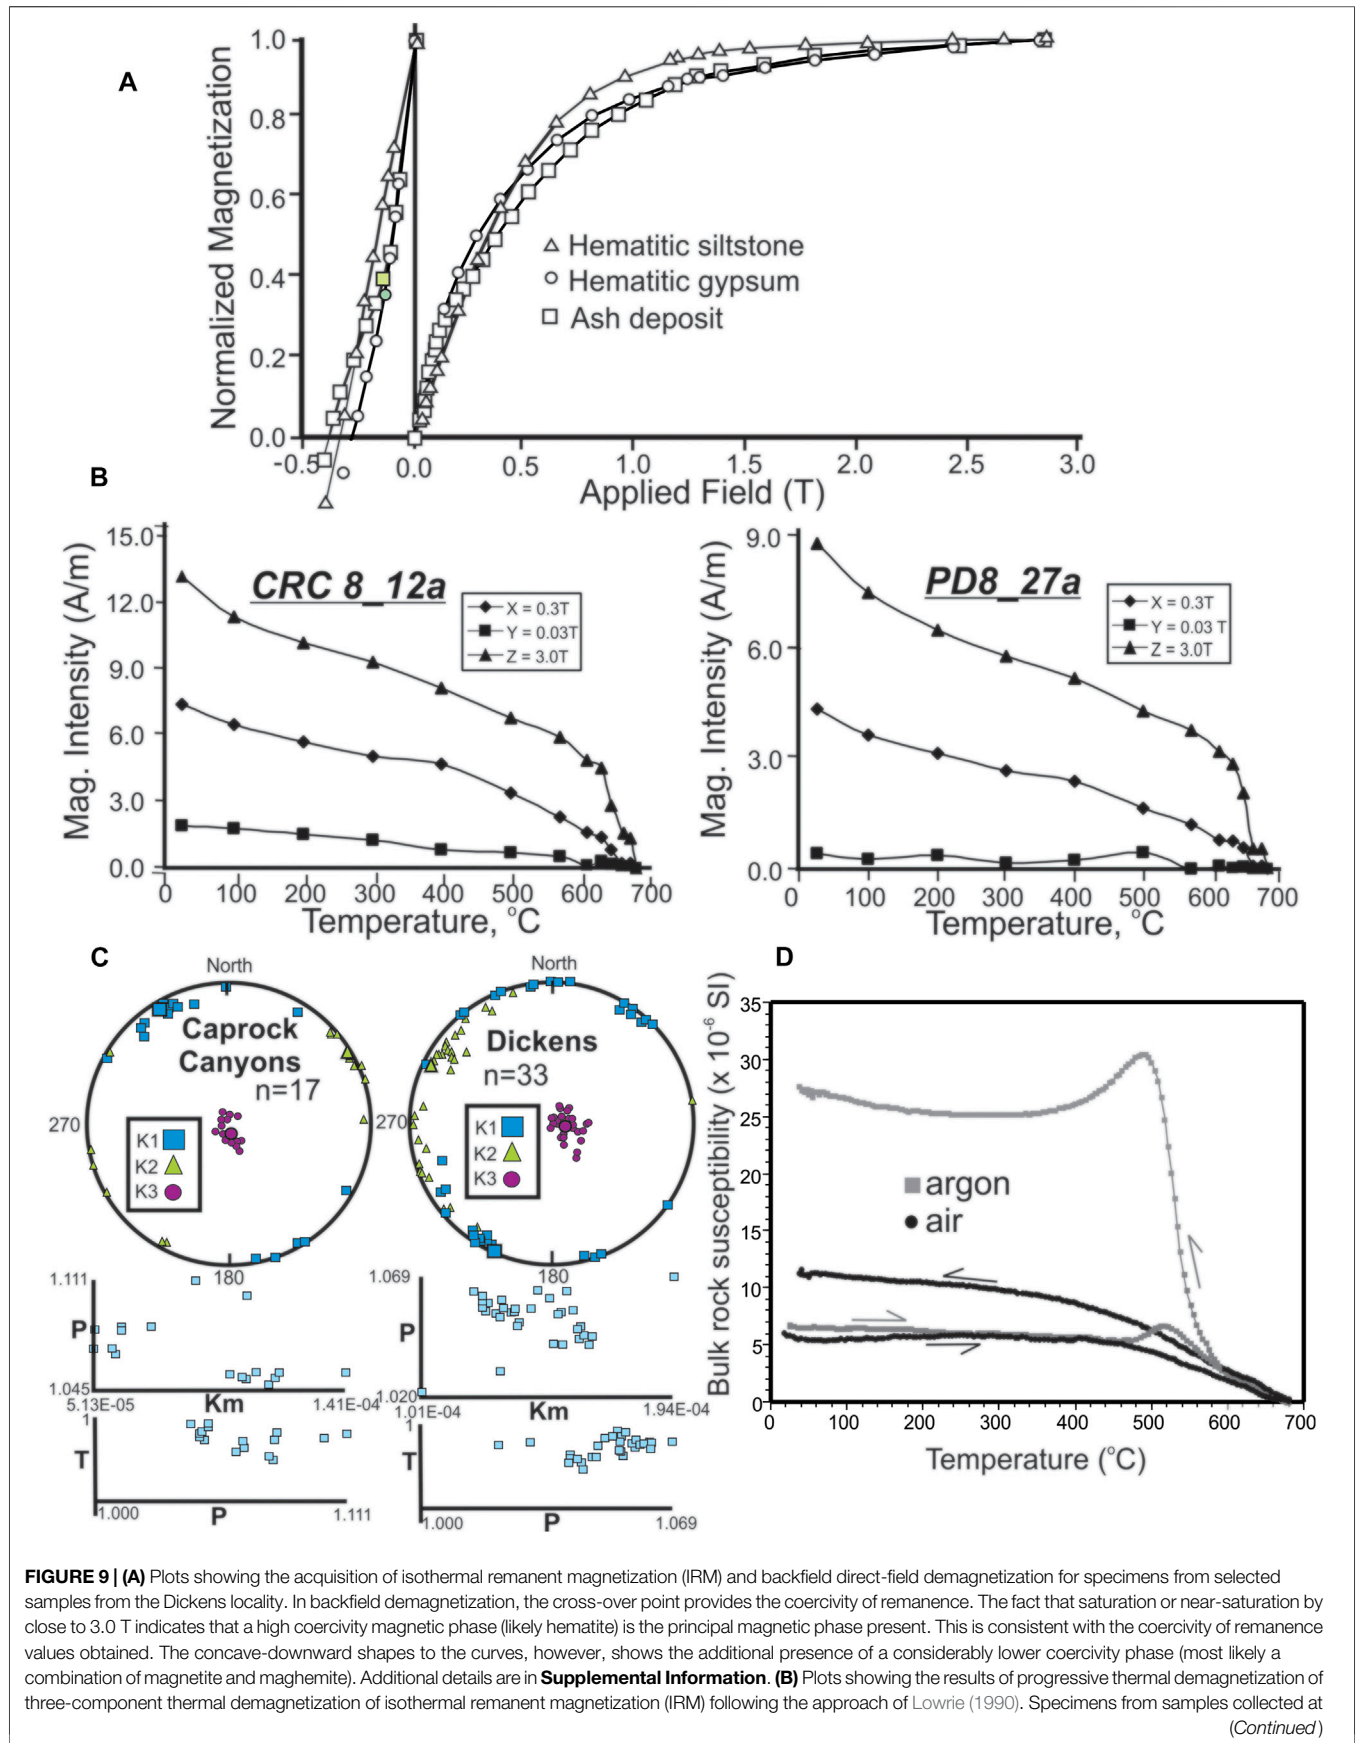 A
Normalized Magnetization
1.0
0.8
0.6
0.4
0.2
0.0
Hematitic siltstone
Hematitic gypsum
Ash deposit
-0.5
0.0
0.5
1.0
1.5
2.0
2.5
3.0
Applied Field (T)
B
Mag. Intensity (A/m)
15.0
12.0
9.0
6.0
3.0
0.0
CRC 8_12a
X = 0.3T
Y = 0.03T
Z = 3.0T
0
100
200
300
400
500
600
700
Temperature, °C
Mag. Intensity (A/m)
9.0
6.0
3.0
0.0
PD8_27a
X = 0.3T
Y = 0.03 T
Z = 3.0T
0
100
200
300
400
500
600
700
Temperature, °C
C
North
Caprock
Canyons
n=17
270
K1
K2
K3
180
North
Dickens
n=33
270
K1
K2
K3
180
1.111
P
1.045
5.13E-05
Km
1.41E-04
1
T
1.000
P
1.111
1.069
P
1.020
1.01E-04
Km
1.94E-04
1
T
1.000
P
1.069
D
Bulk rock susceptibility (x 10-6 SI)
35
30
25
20
15
10
5
0
argon
air
0
100
200
300
400
500
600
700
Temperature (°C)
FIGURE 9 | (A) Plots showing the acquisition of isothermal remanent magnetization (IRM) and backfield direct-field demagnetization for specimens from selected
samples from the Dickens locality. In backfield demagnetization, the cross-over point provides the coercivity of remanence. The fact that saturation or near-saturation by
close to 3.0 T indicates that a high coercivity magnetic phase (likely hematite) is the principal magnetic phase present. This is consistent with the coercivity of remanence
values obtained. The concave-downward shapes to the curves, however, shows the additional presence of a considerably lower coercivity phase (most likely a
combination of magnetite and maghemite). Additional details are in Supplemental Information. (B) Plots showing the results of progressive thermal demagnetization of
three-component thermal demagnetization of isothermal remanent magnetization (IRM) following the approach of Lowrie (1990). Specimens from samples collected at
(Continued)